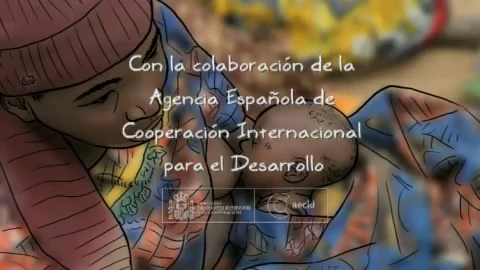 Con la colaboración de la
Agencia Española de
Cooperación Internacional
para el Desarrollo
aecid